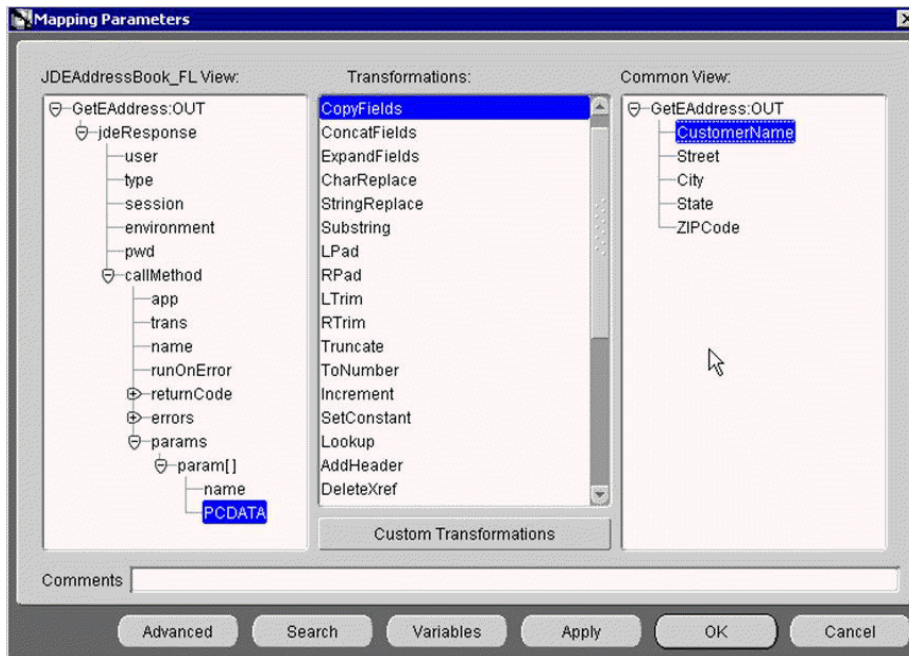 Mapping Parameters
JDEAddressBook_FL View:
GetEAddress:OUT
jdeResponse
user
type
session
environment
pwd
callMethod
app
trans
name
runOnError
returnCode
errors
params
param[]
name
PCDATA
Transformations:
CopyFields
ConcatFields
ExpandFields
CharReplace
StringReplace
Substring
LPad
RPad
LTrim
RTrim
Truncate
ToNumber
Increment
SetConstant
Lookup
AddHeader
DeleteXref
Custom Transformations
Common View:
GetEAddress:OUT
CustomerName
Street
City
State
ZIPCode
Comments
Advanced Search Variables Apply OK Cancel